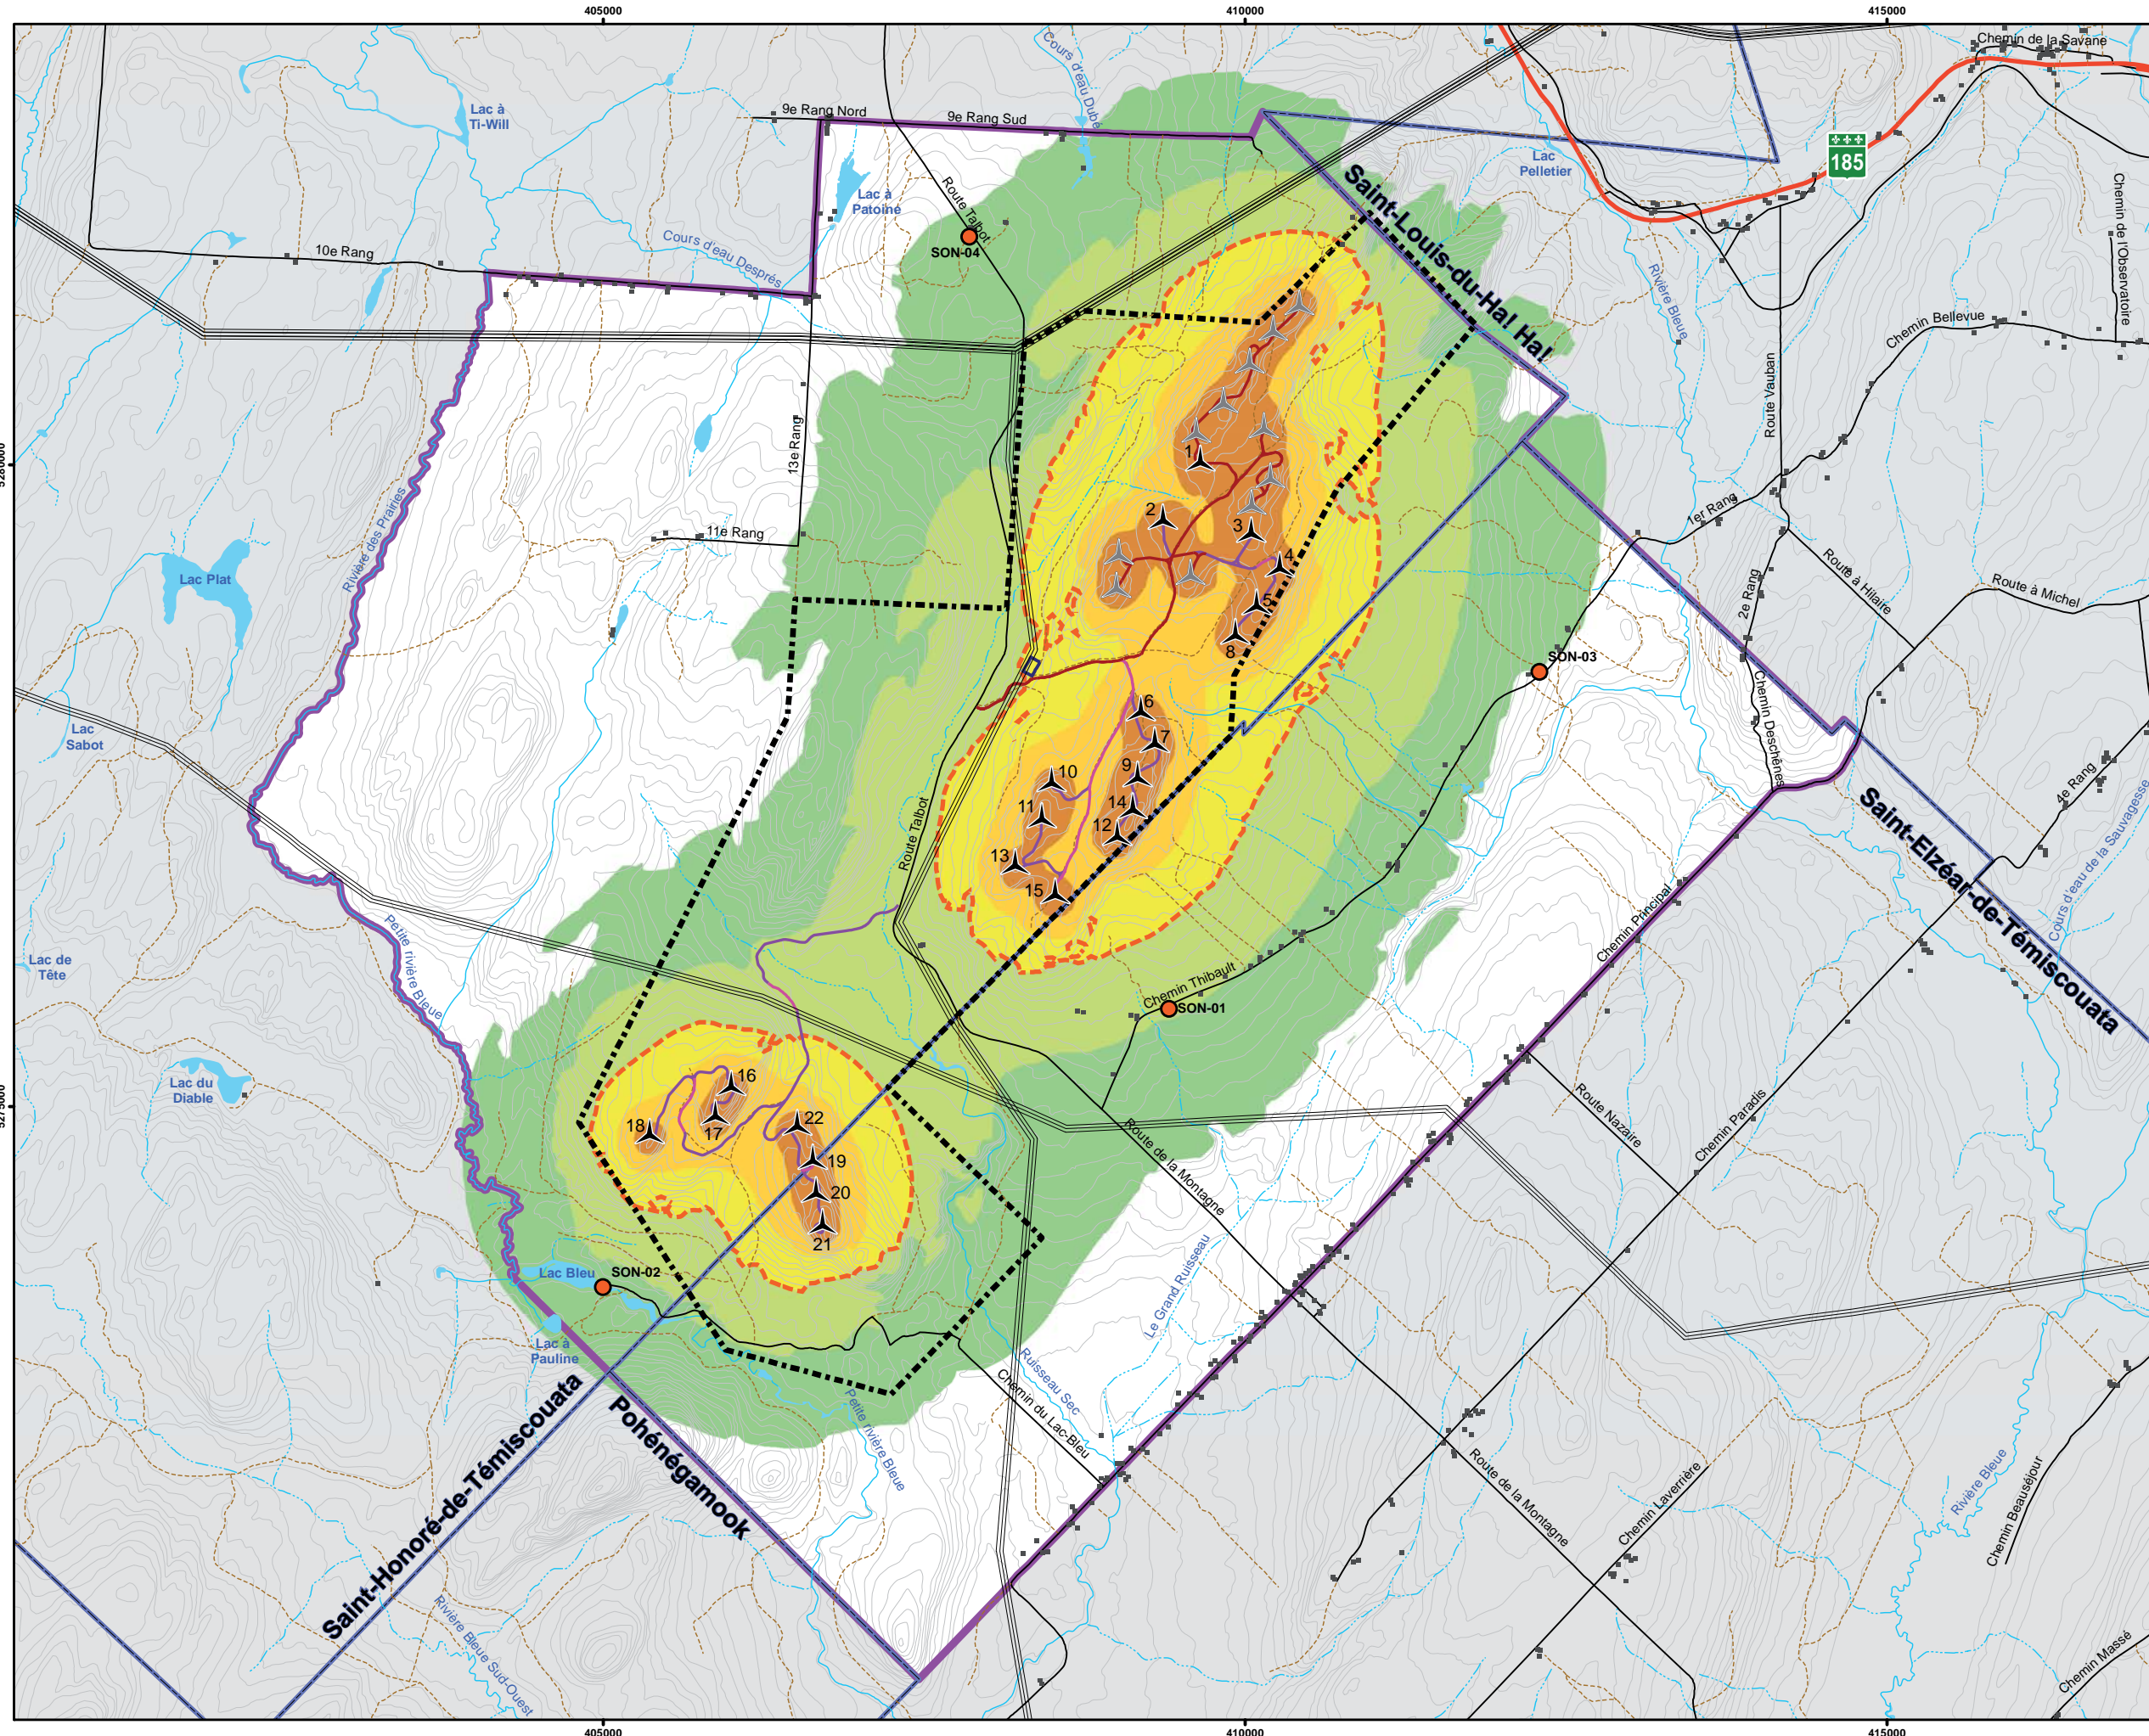 405000
410000
415000
Chemin de la Savane
Cours d'eau Dubé
Lac à
Ti-Will
9e Rang Nord
9e Rang Sud
Lac
Pelletier
185
Chemin de l'Observatoire
Lac à
Patoine
Route Talbot
Saint-Louis-du-Ha! Ha!
SON-04
Cours d'eau Després
10e Rang
Rivière Bleue
Chemin Bellevue
Route Vauban
13e Rang
1
5280000
2
3
1er Rang
11e Rang
Rivière des Prairies
4
Route à Hilaire
Route à Michel
2e Rang
Lac Plat
5
8
SON-03
Chemin Deschênes
6
7
Lac
Sabot
9
10
11
14
12
4e Rang
Saint-Elzéar-de-Témiscouata
Cours d'eau de la Sauvagesse
Route Talbot
13
15
Chemin Principal
Petite rivière Bleue
Lac de
Tête
Chemin Thibault
SON-01
16
Lac du
Diable
18
17
22
Route de la Montagne
Route Nazaire
Chemin Paradis
19
20
21
Lac Bleu
SON-02
Le Grand Ruisseau
Lac à
Pauline
Ruisseau Sec
Chemin du Lac-Bleu
Petite rivière Bleue
Saint-Honoré-de-Témiscouata
Pohénégamook
Route de la Montagne
Chemin Laverrière
Rivière Bleue
Chemin Beauséjour
Rivière Bleue Sud-Ouest
Chemin Massé
405000
410000
415000